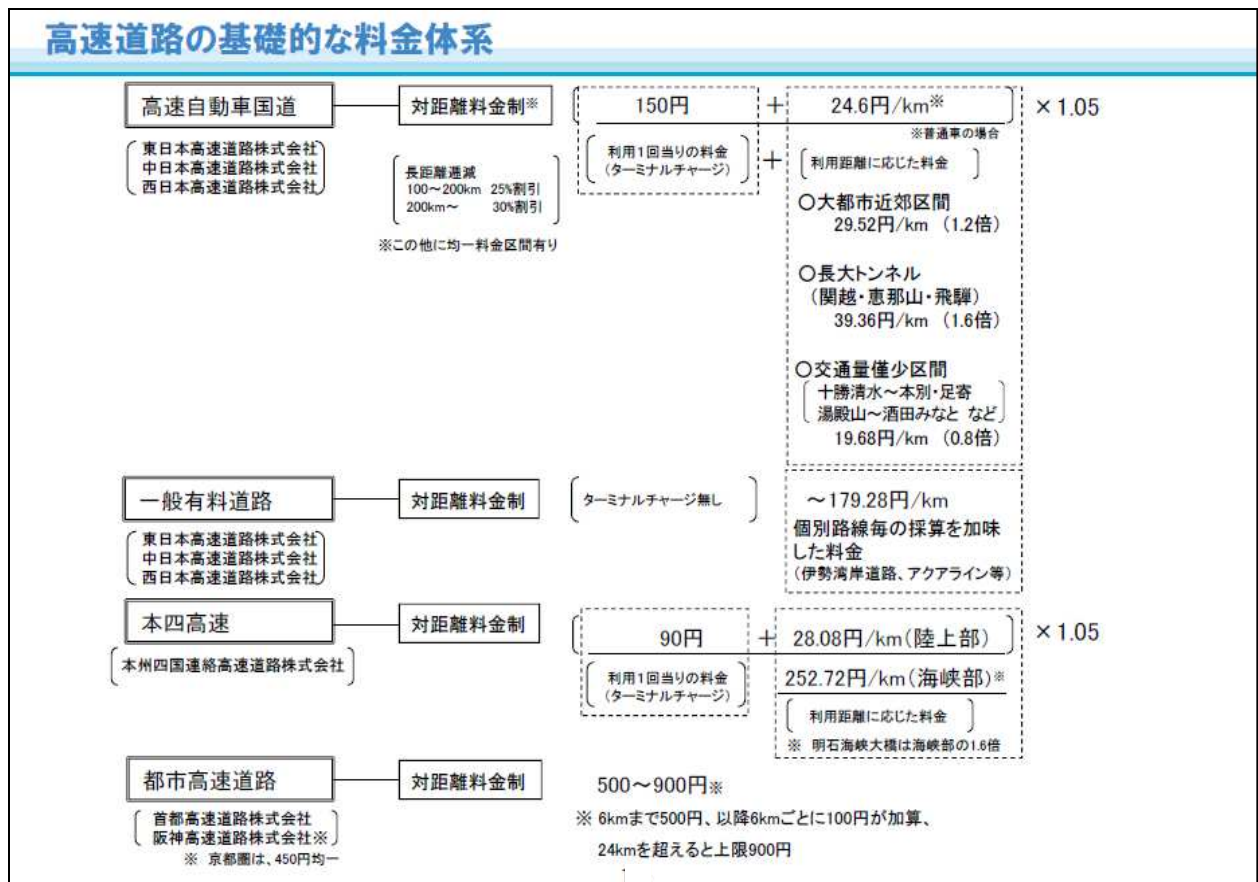 高速道路の基礎的な料金体系
高速自動車国道
東日本高速道路株式会社
中日本高速道路株式会社
西日本高速道路株式会社
対距離料金制※
長距離逓減
100～200km 25%割引
200km～ 30%割引
※この他に均一料金区間有り
150円 + 24.6円/km※ ×1.05
※普通車の場合
利用1回当りの料金
(ターミナルチャージ)
+
利用距離に応じた料金
○大都市近郊区間
29.52円/km (1.2倍)
○長大トンネル
(関越・恵那山・飛騨)
39.36円/km (1.6倍)
○交通量僅少区間
十勝清水～本別・足寄
湯殿山～酒田みなと など
19.68円/km (0.8倍)
一般有料道路
東日本高速道路株式会社
中日本高速道路株式会社
西日本高速道路株式会社
対距離料金制
ターミナルチャージ無し
～179.28円/km
個別路線毎の採算を加味
した料金
(伊勢湾岸道路、アクアライン等)
本四高速
本州四国連絡高速道路株式会社
対距離料金制
90円 + 28.08円/km(陸上部) ×1.05
利用1回当りの料金
(ターミナルチャージ)
252.72円/km(海峡部)※
利用距離に応じた料金
※ 明石海峡大橋は海峡部の1.6倍
都市高速道路
首都高速道路株式会社
阪神高速道路株式会社※
※ 京都圏は、450円均一
対距離料金制
500～900円※
※ 6kmまで500円、以降6kmごとに100円が加算、
24kmを超えると上限900円